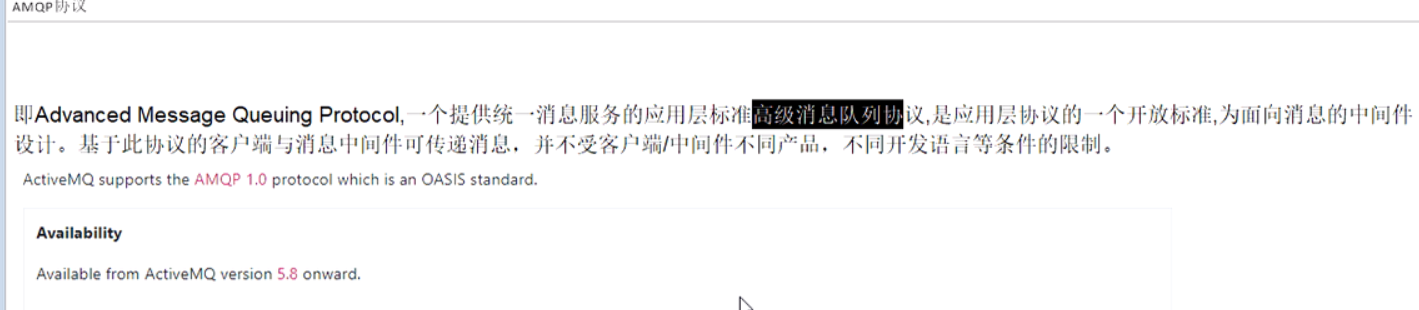 AMQP协议
即Advanced Message Queuing Protocol,一个提供统一消息服务的应用层标准高级消息队列协议,是应用层协议的一个开放标准,为面向消息的中间件
设计。基于此协议的客户端与消息中间件可传递消息，并不受客户端/中间件不同产品，不同开发语言等条件的限制。
ActiveMQ supports the AMQP 1.0 protocol which is an OASIS standard.
Availability
Available from ActiveMQ version 5.8 onward.